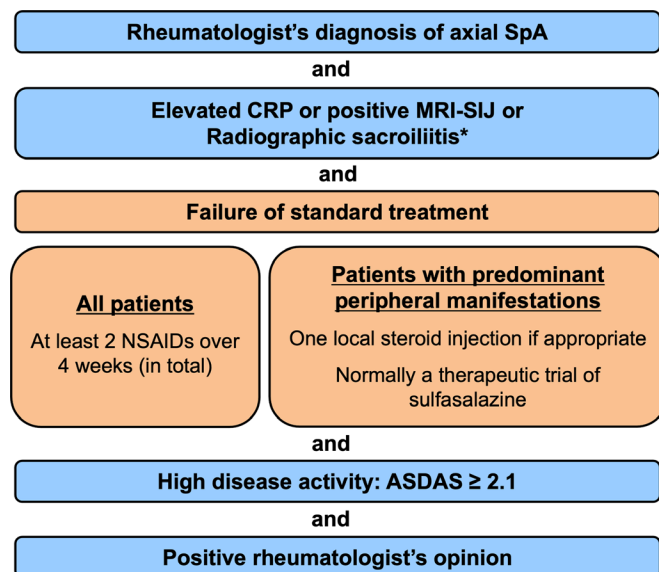 Rheumatologist’s diagnosis of axial SpA
and
Elevated CRP or positive MRI-SIJ or
Radiographic sacroiliitis*
and
Failure of standard treatment
All patients
At least 2 NSAIDs over
4 weeks (in total)
Patients with predominant
peripheral manifestations
One local steroid injection if appropriate
Normally a therapeutic trial of
sulfasalazine
and
High disease activity: ASDAS ≥ 2.1
and
Positive rheumatologist’s opinion